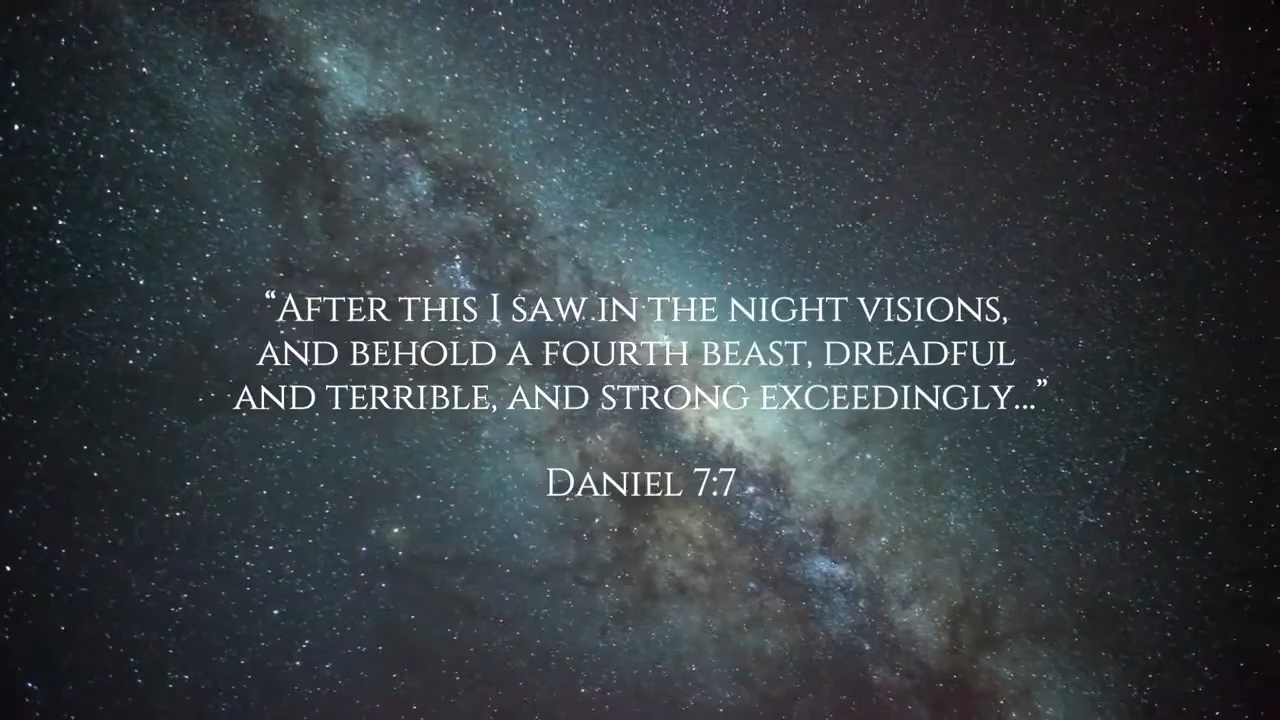 “After this I saw in the night visions,
and behold a fourth beast, dreadful
and terrible, and strong exceedingly...”
Daniel 7:7